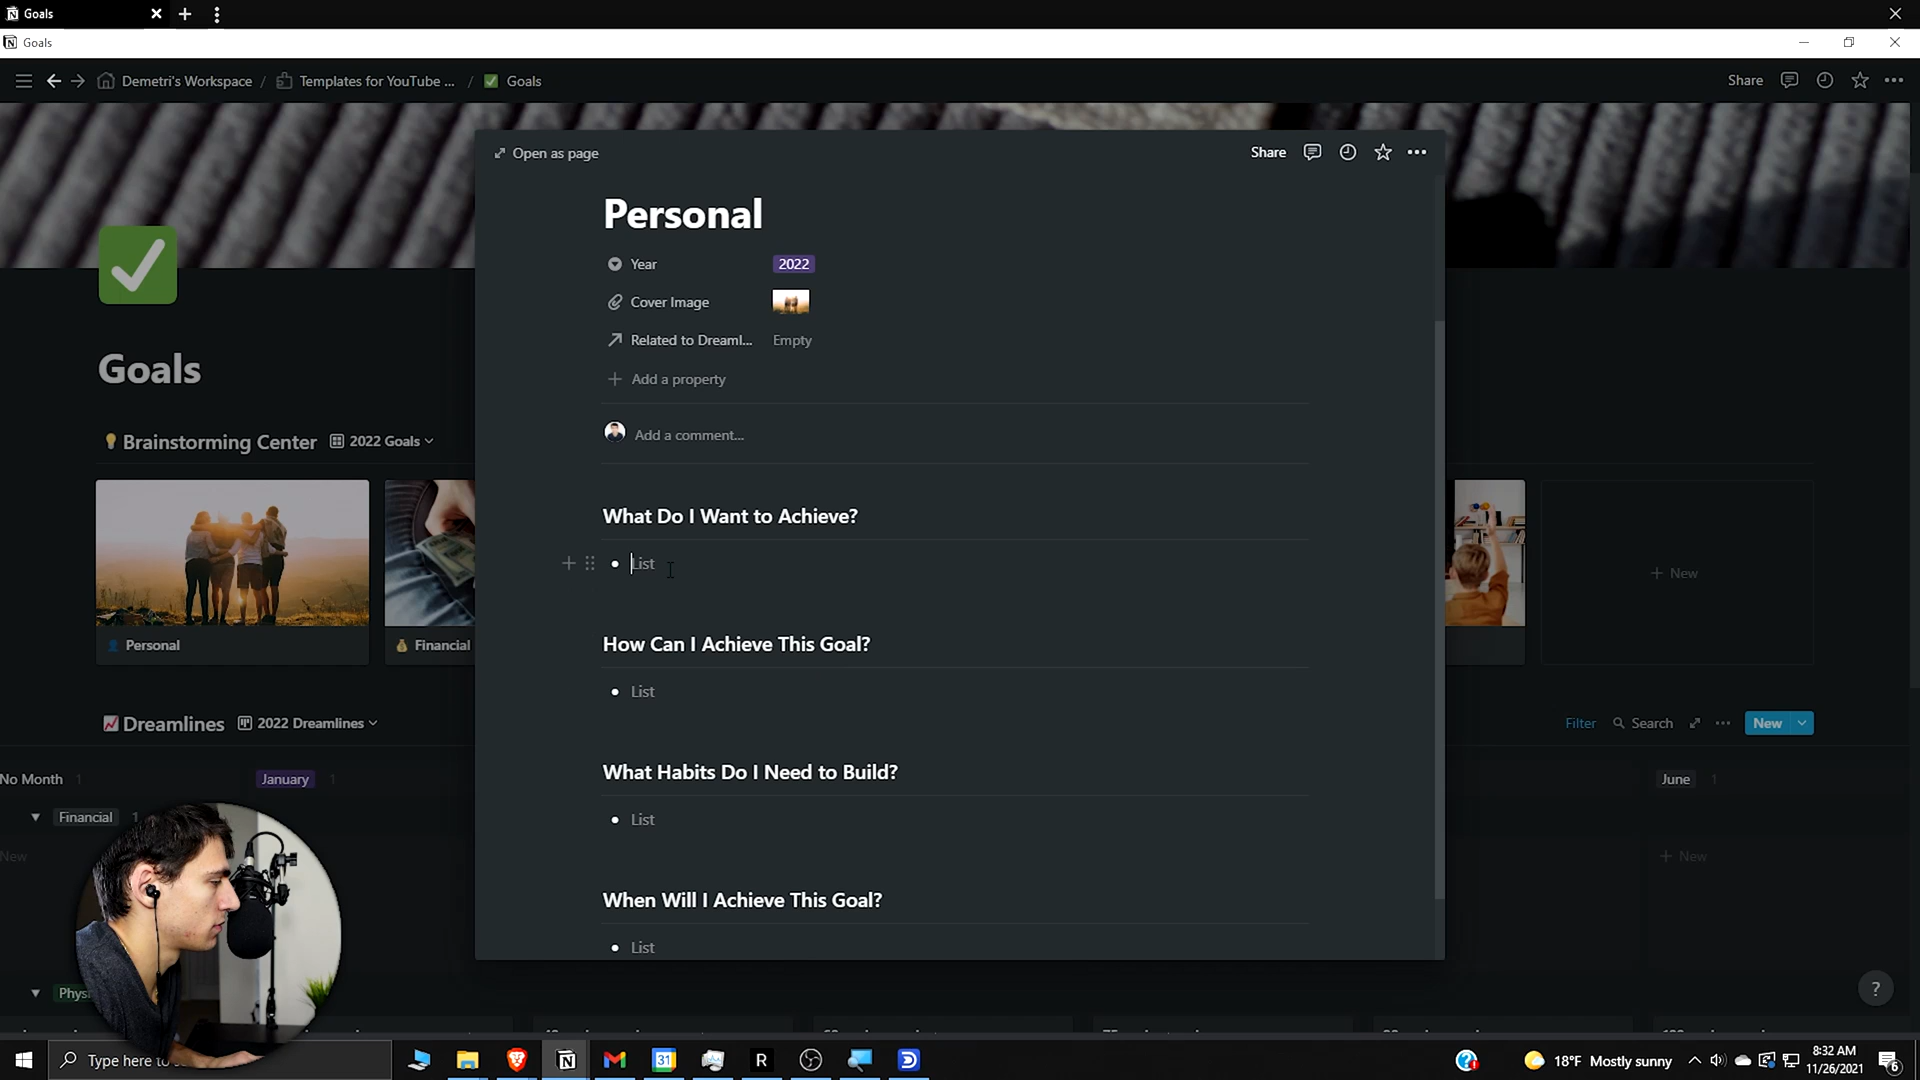 Goals
Goals
Demetri's Workspace / Templates for YouTube ... / Goals
Share
Open as page
Share
Personal
Year 2022
Cover Image
Related to Dreaml... Empty
Add a property
Add a comment...
What Do I Want to Achieve?
List
How Can I Achieve This Goal?
List
What Habits Do I Need to Build?
List
When Will I Achieve This Goal?
List
Goals
Brainstorming Center 2022 Goals
Personal
Financial
+ New
Dreamlines 2022 Dreamlines
Filter Search New
No Month 1
January 1
June 1
Financial 1
New
+ New
Phys
?
Type here to
31
R
18°F Mostly sunny
8:32 AM
11/26/2021
6